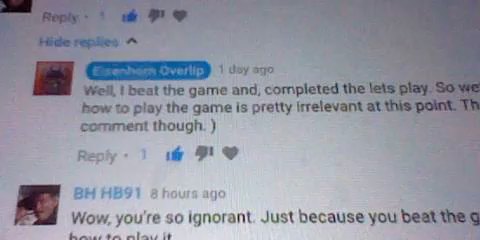 Reply • 1
Hide replies
Eisenhorn Overlip 1 day ago
Well, I beat the game and, completed the lets play. So we
how to play the game is pretty irrelevant at this point. Th
comment though. )
Reply • 1
BH HB91 8 hours ago
Wow, you're so ignorant. Just because you beat the g
how to play it